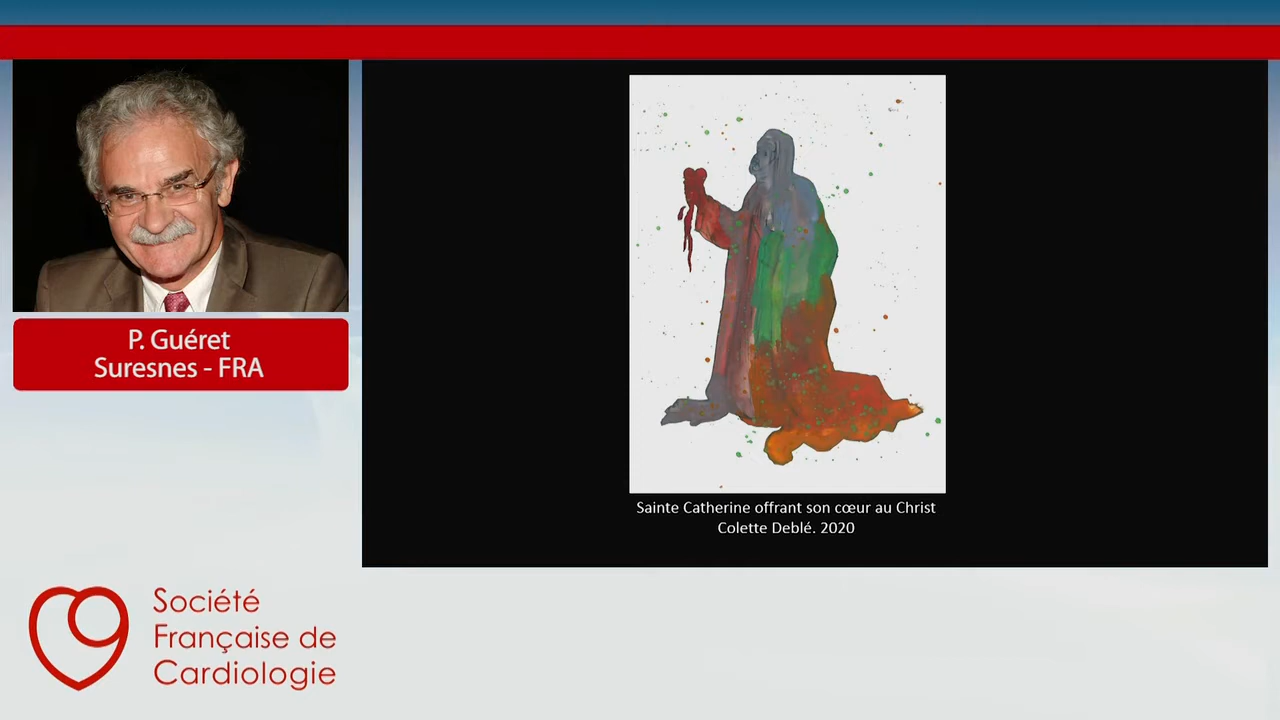 P. Guéret
Suresnes - FRA
Sainte Catherine offrant son cœur au Christ
Colette Deblé. 2020
Société
Française de
Cardiologie